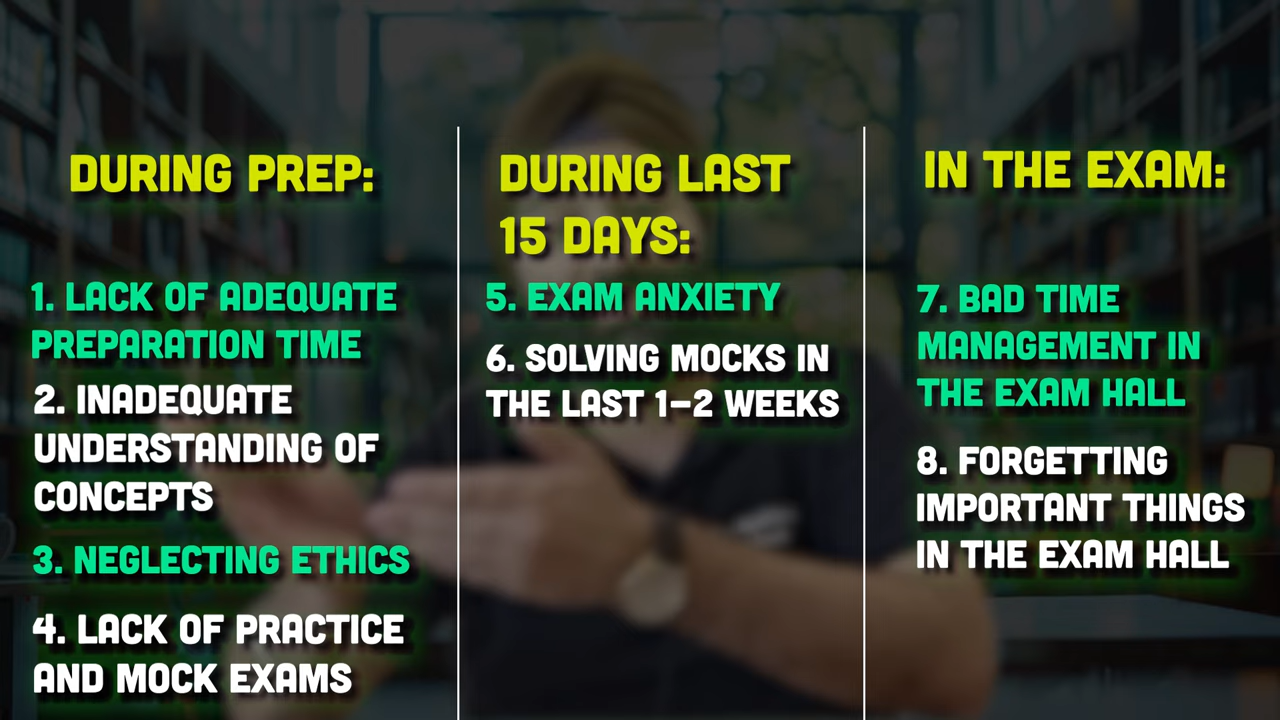 DURING PREP:
1. LACK OF ADEQUATE
PREPARATION TIME
2. INADEQUATE
UNDERSTANDING OF
CONCEPTS
3. NEGLECTING ETHICS
4. LACK OF PRACTICE
AND MOCK EXAMS
DURING LAST
15 DAYS:
5. EXAM ANXIETY
6. SOLVING MOCKS IN
THE LAST 1-2 WEEKS
IN THE EXAM:
7. BAD TIME
MANAGEMENT IN
THE EXAM HALL
8. FORGETTING
IMPORTANT THINGS
IN THE EXAM HALL